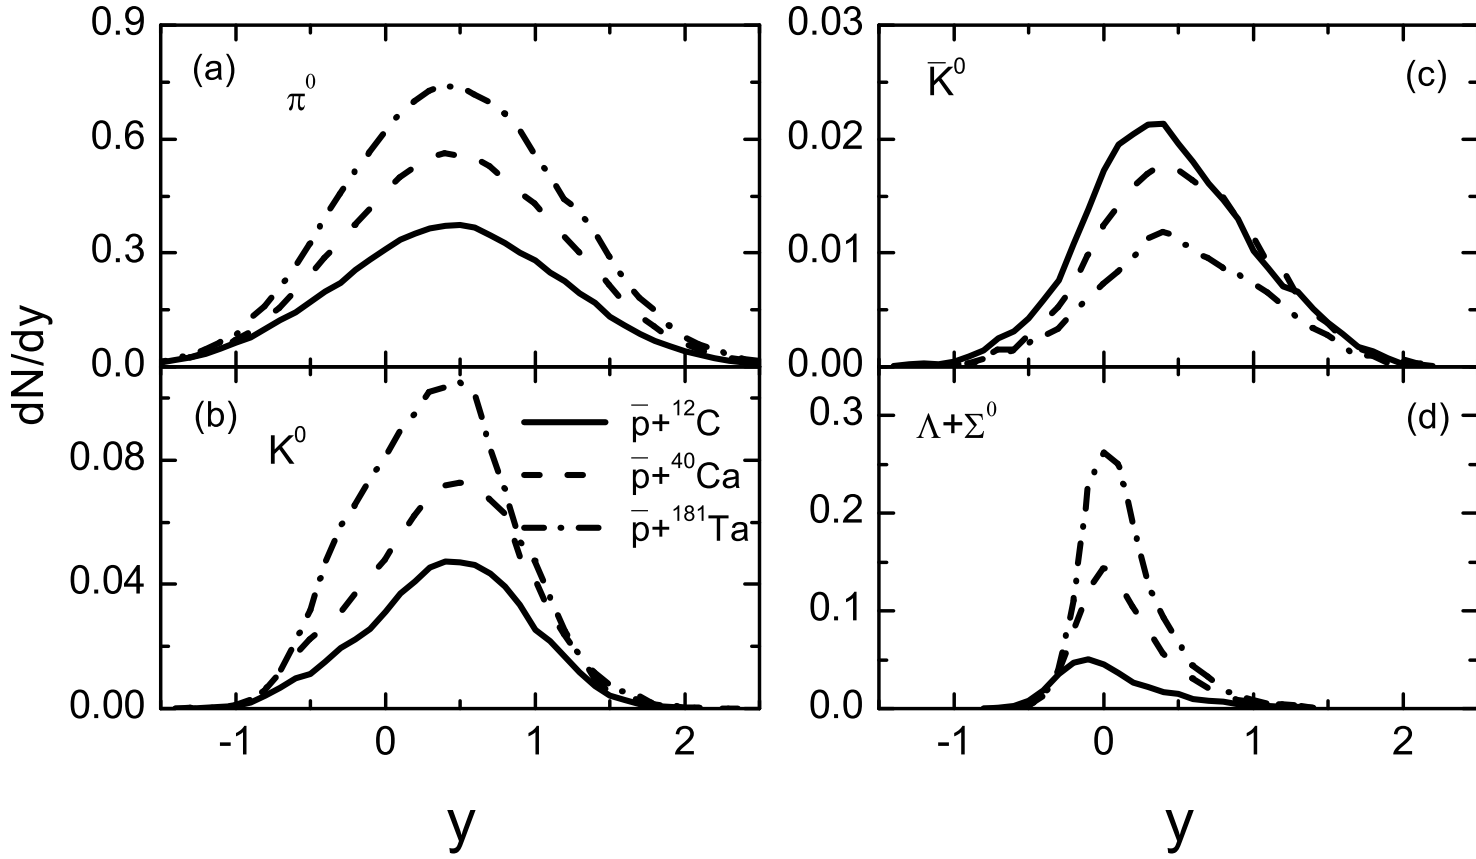 dN/dy
0.9
0.6
0.3
0.0
(a)
π⁰
0.08
0.04
0.00
(b)
K⁰
p̅+¹²C
p̅+⁴⁰Ca
p̅+¹⁸¹Ta
-1 0 1 2
y
0.03
0.02
0.01
0.00
K̅⁰
(c)
0.3
0.2
0.1
0.0
Λ+Σ⁰
(d)
-1 0 1 2
y